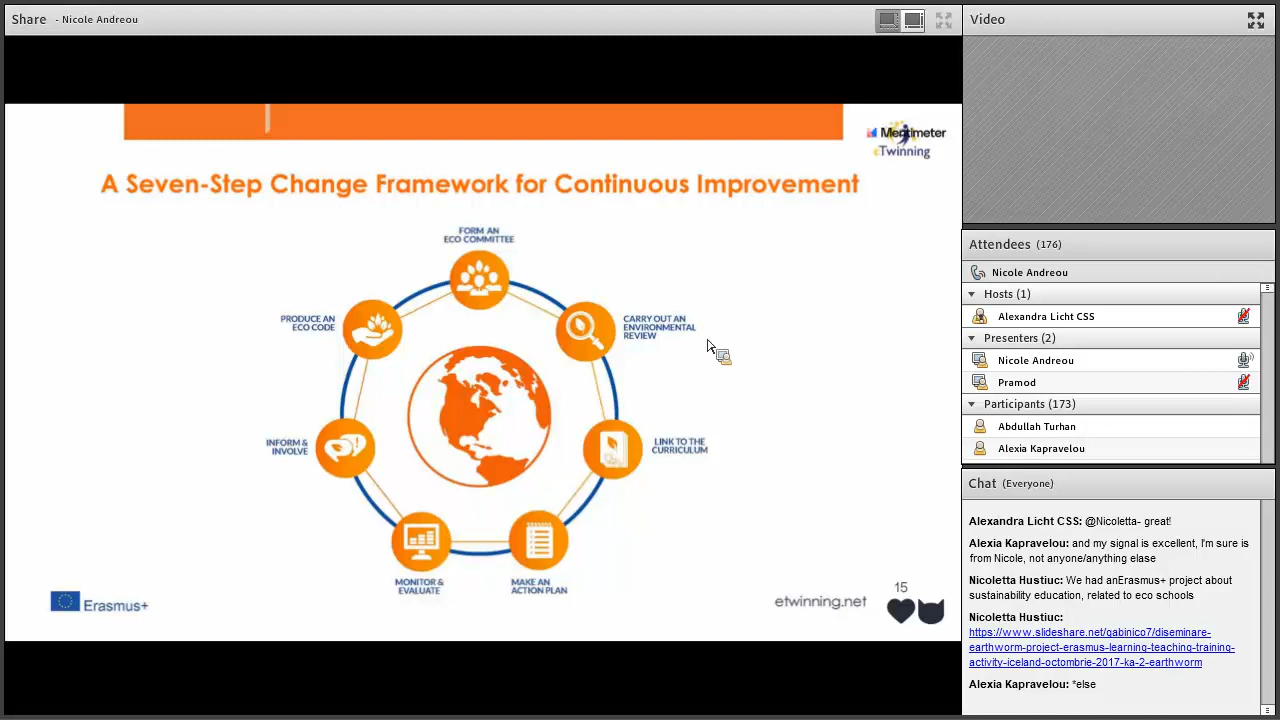 Share - Nicole Andreou
Video
Mentimeter
eTwinning
A Seven-Step Change Framework for Continuous Improvement
FORM AN
ECO COMMITTEE
PRODUCE AN
ECO CODE
CARRY OUT AN
ENVIRONMENTAL
REVIEW
INFORM &
INVOLVE
LINK TO THE
CURRICULUM
MONITOR &
EVALUATE
MAKE AN
ACTION PLAN
Erasmus+
etwinning.net
15
Attendees (176)
Nicole Andreou
Hosts (1)
Alexandra Licht CSS
Presenters (2)
Nicole Andreou
Pramod
Participants (173)
Abdullah Turhan
Alexia Kapravelou
Chat (Everyone)
Alexandra Licht CSS: @Nicoletta- great!
Alexia Kapravelou: and my signal is excellent, I'm sure is
from Nicole, not anyone/anything elase
Nicoletta Hustiuc: We had anErasmus+ project about
sustainability education, related to eco schools
Nicoletta Hustiuc:
https://www.slideshare.net/gabinico7/diseminare-
earthworm-project-erasmus-learning-teaching-training-
activity-iceland-octombrie-2017-ka-2-earthworm
Alexia Kapravelou: *else